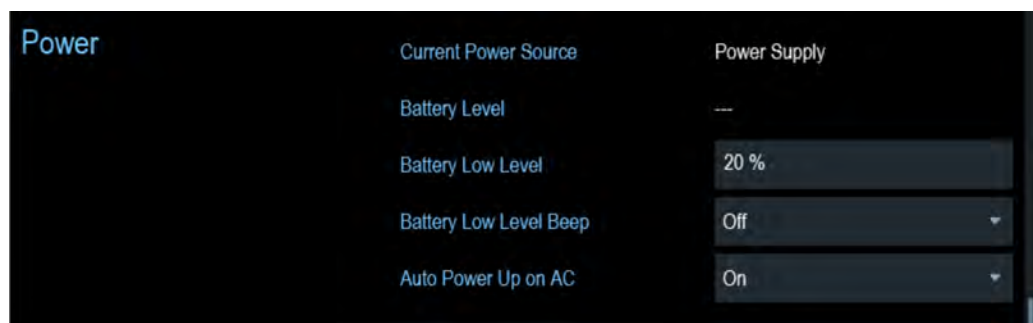 Power
Current Power Source Power Supply
Battery Level ---
Battery Low Level 20 %
Battery Low Level Beep Off
Auto Power Up on AC On